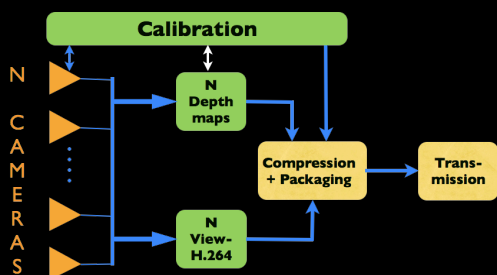 Calibration
N CAMERAS
N
Depth
maps
Compression
+ Packaging
Trans-
mission
N
View-
H.264